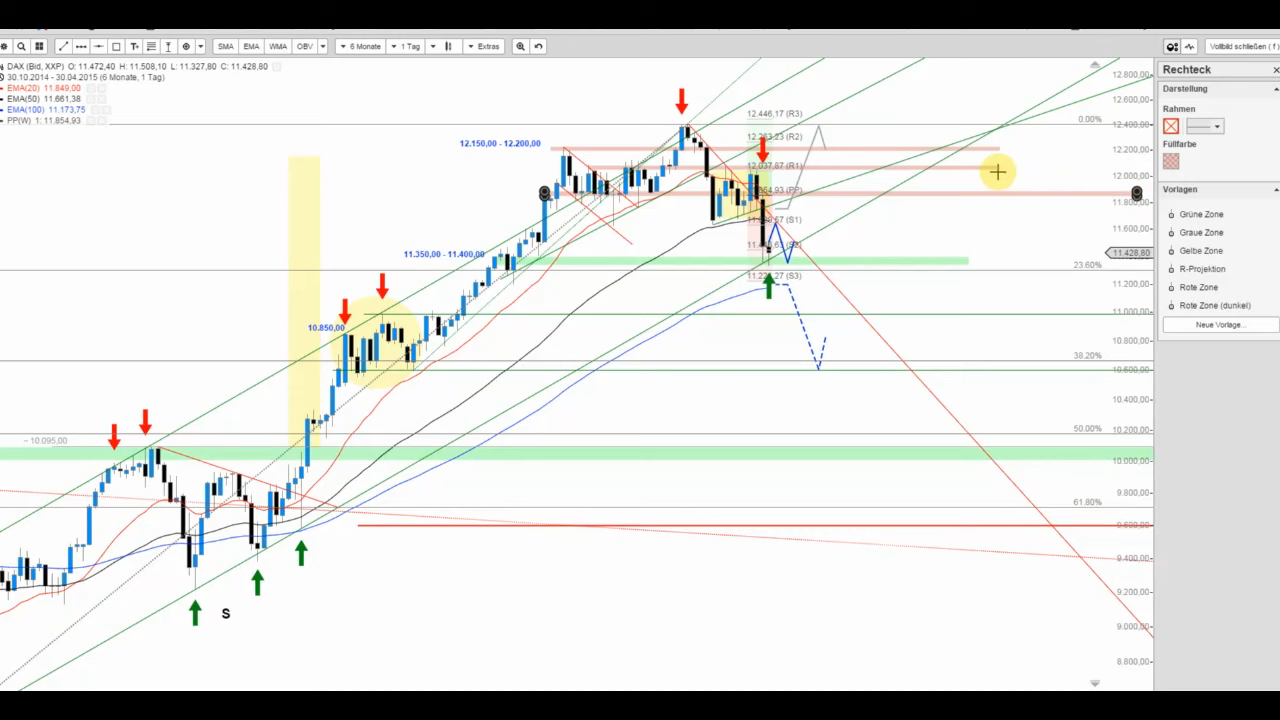 SMA EMA WMA OBV 6 Monate 1 Tag Extras Vollbild schließen ( f )
DAX (Bid, XXP) O: 11.472,40 H: 11.508,10 L: 11.327,80 C: 11.428,80
30.10.2014 - 30.04.2015 (6 Monate, 1 Tag)
EMA(20) 11.849,00
EMA(50) 11.661,38
EMA(100) 11.173,75
PP(W) 1: 11.854,93
Rechteck
Darstellung
Rahmen
Füllfarbe
Vorlagen
Grüne Zone
Graue Zone
Gelbe Zone
R-Projektion
Rote Zone
Rote Zone (dunkel)
Neue Vorlage...
12.446,17 (R3)
(R2)
12.037,87 (R1)
(PP)
(S1)
11.221,27 (S3)
12.150,00 - 12.200,00
11.350,00 - 11.400,00
10.850,00
~ 10.095,00
S
0.00%
23.60%
38.20%
50.00%
61.80%
12.800,00
12.600,00
12.400,00
12.200,00
12.000,00
11.800,00
11.600,00
11.428,80
11.200,00
11.000,00
10.800,00
10.600,00
10.400,00
10.200,00
10.000,00
9.800,00
9.600,00
9.400,00
9.200,00
9.000,00
8.800,00